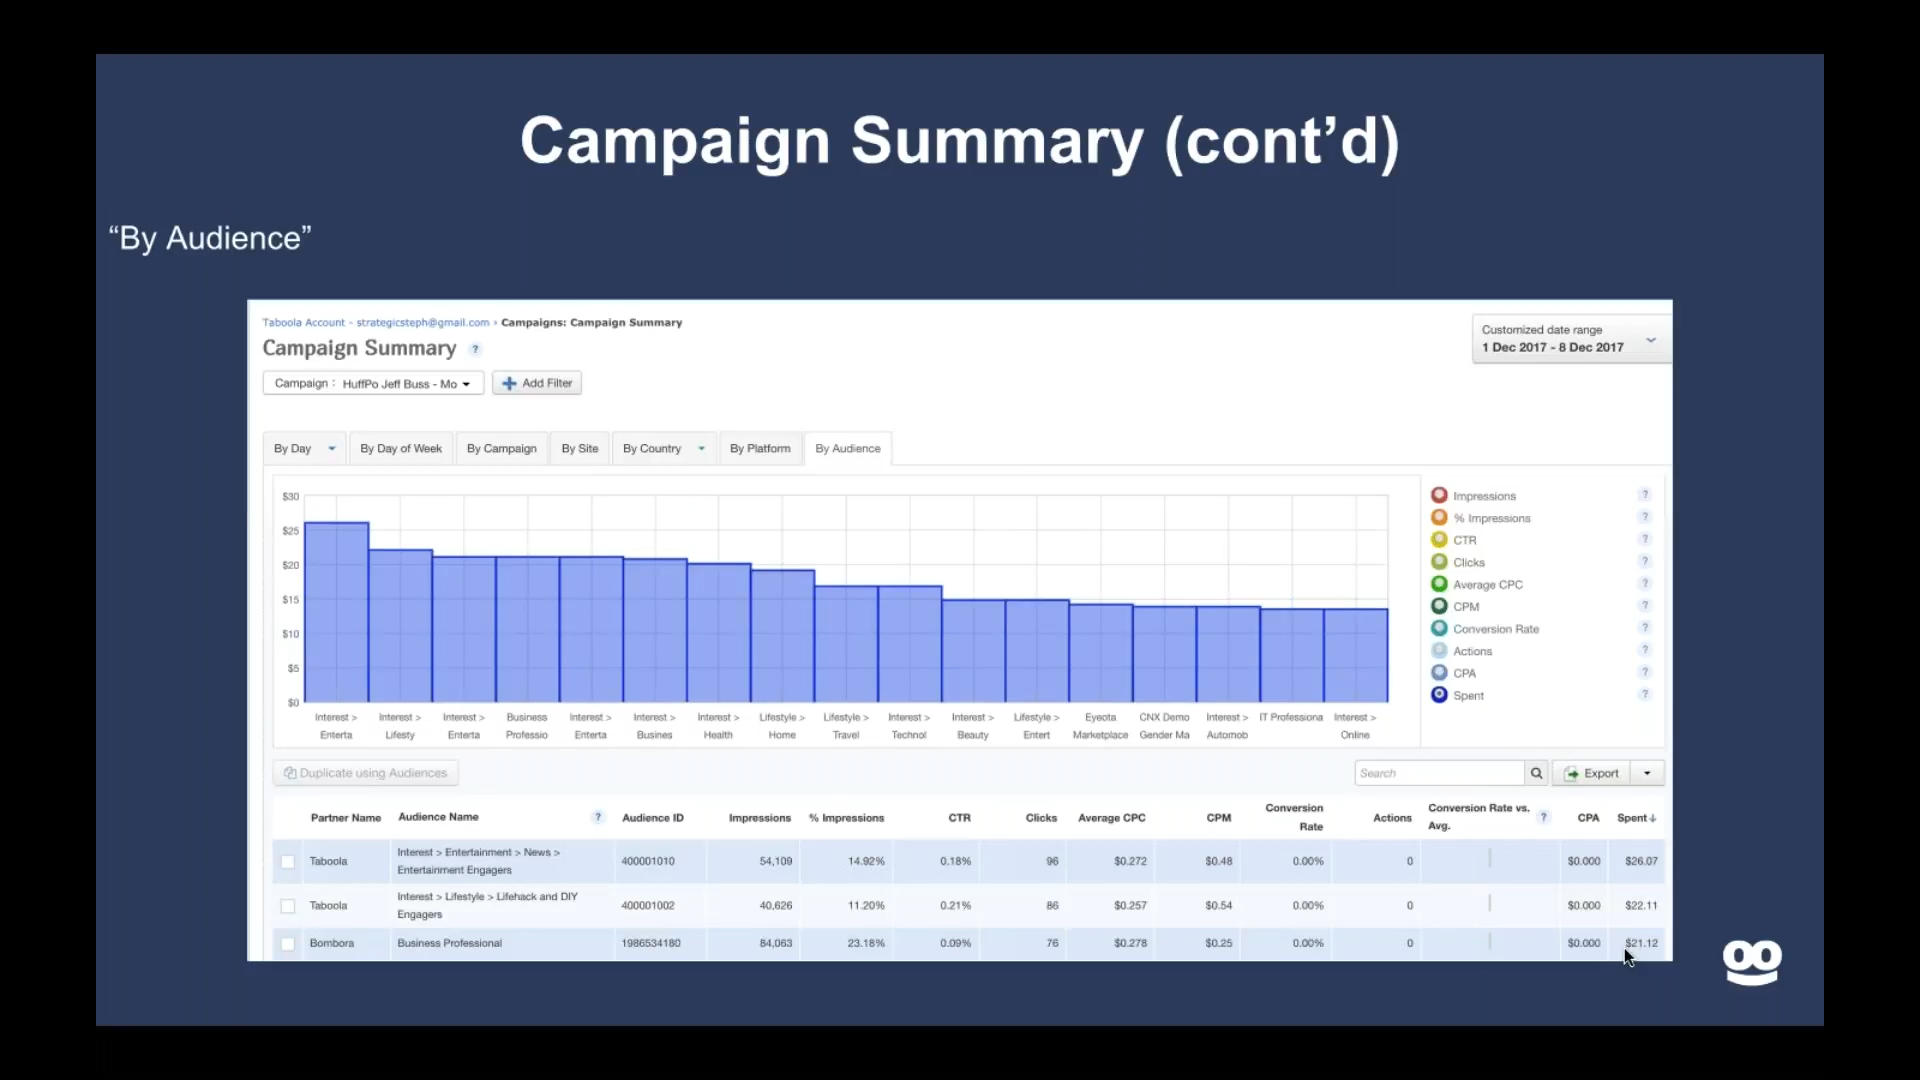 Campaign Summary (cont’d)
“By Audience”
Taboola Account - strategicsteph@gmail.com › Campaigns: Campaign Summary
Customized date range
1 Dec 2017 - 8 Dec 2017
Campaign Summary ?
Campaign : HuffPo Jeff Buss - Mo
Add Filter
By Day By Day of Week By Campaign By Site By Country By Platform By Audience
$30
$25
$20
$15
$10
$5
$0
Interest > Enterta
Interest > Lifesty
Interest > Enterta
Business Professio
Interest > Enterta
Interest > Busines
Interest > Health
Lifestyle > Home
Lifestyle > Travel
Interest > Technol
Interest > Beauty
Lifestyle > Entert
Eyeota Marketplace
CNX Demo Gender Ma
Interest > Automob
IT Professiona
Interest > Online
Impressions ?
% Impressions ?
CTR ?
Clicks ?
Average CPC ?
CPM ?
Conversion Rate ?
Actions ?
CPA ?
Spent ?
Duplicate using Audiences
Search
Export
Partner Name Audience Name ? Audience ID Impressions % Impressions CTR Clicks Average CPC CPM Conversion Rate Actions Conversion Rate vs. Avg. ? CPA Spent↓
Taboola Interest > Entertainment > News > Entertainment Engagers 400001010 54,109 14.92% 0.18% 96 $0.272 $0.48 0.00% 0 $0.000 $26.07
Taboola Interest > Lifestyle > Lifehack and DIY Engagers 400001002 40,626 11.20% 0.21% 86 $0.257 $0.54 0.00% 0 $0.000 $22.11
Bombora Business Professional 1986534180 84,063 23.18% 0.09% 76 $0.278 $0.25 0.00% 0 $0.000 $21.12